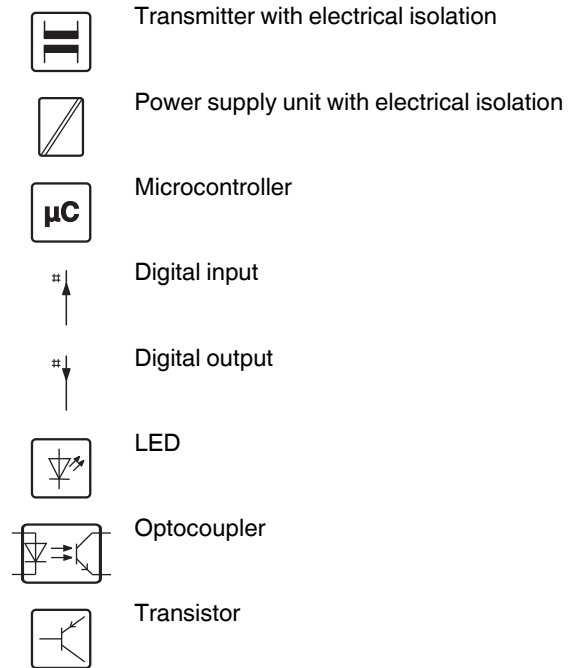 Transmitter with electrical isolation
Power supply unit with electrical isolation
µC
Microcontroller
#
Digital input
#
Digital output
LED
Optocoupler
Transistor